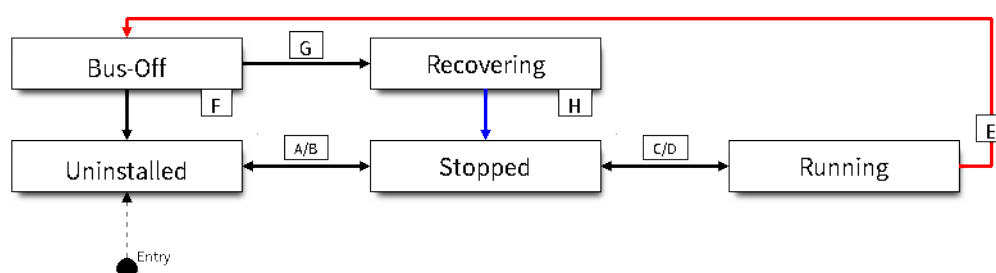 G
Bus-Off
Recovering
F
H
E
A/B
C/D
Uninstalled
Stopped
Running
Entry